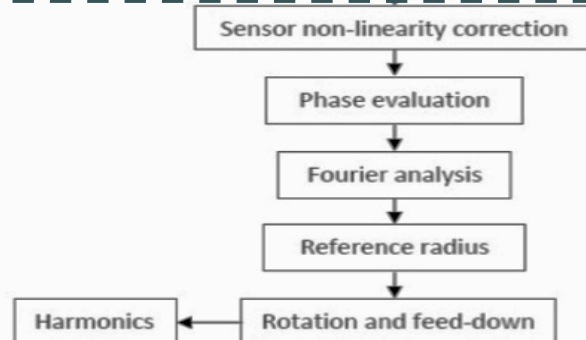 Sensor non-linearity correction
Phase evaluation
Fourier analysis
Reference radius
Harmonics
Rotation and feed-down